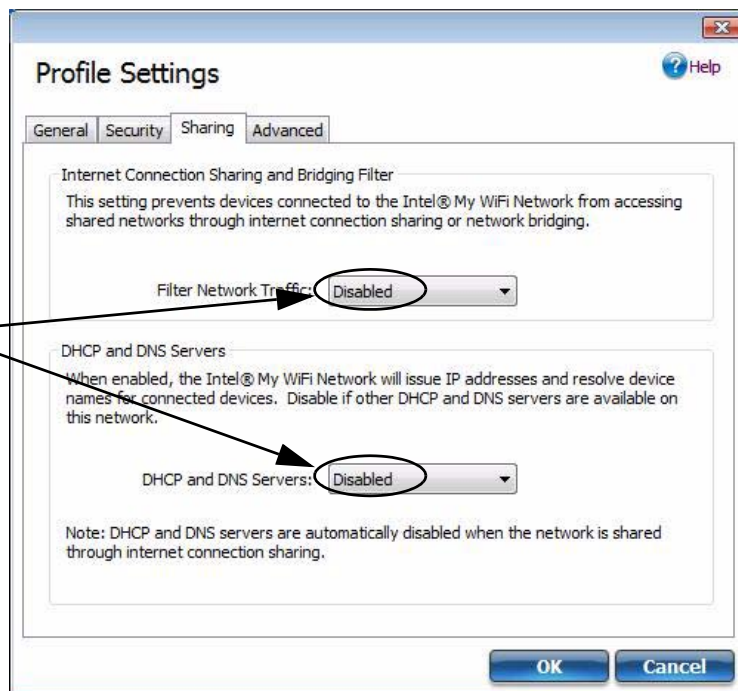 Profile Settings
Help
General Security Sharing Advanced
Internet Connection Sharing and Bridging Filter
This setting prevents devices connected to the Intel® My WiFi Network from accessing
shared networks through internet connection sharing or network bridging.
Filter Network Traffic: Disabled
DHCP and DNS Servers
When enabled, the Intel® My WiFi Network will issue IP addresses and resolve device
names for connected devices. Disable if other DHCP and DNS servers are available on
this network.
DHCP and DNS Servers: Disabled
Note: DHCP and DNS servers are automatically disabled when the network is shared
through internet connection sharing.
OK Cancel